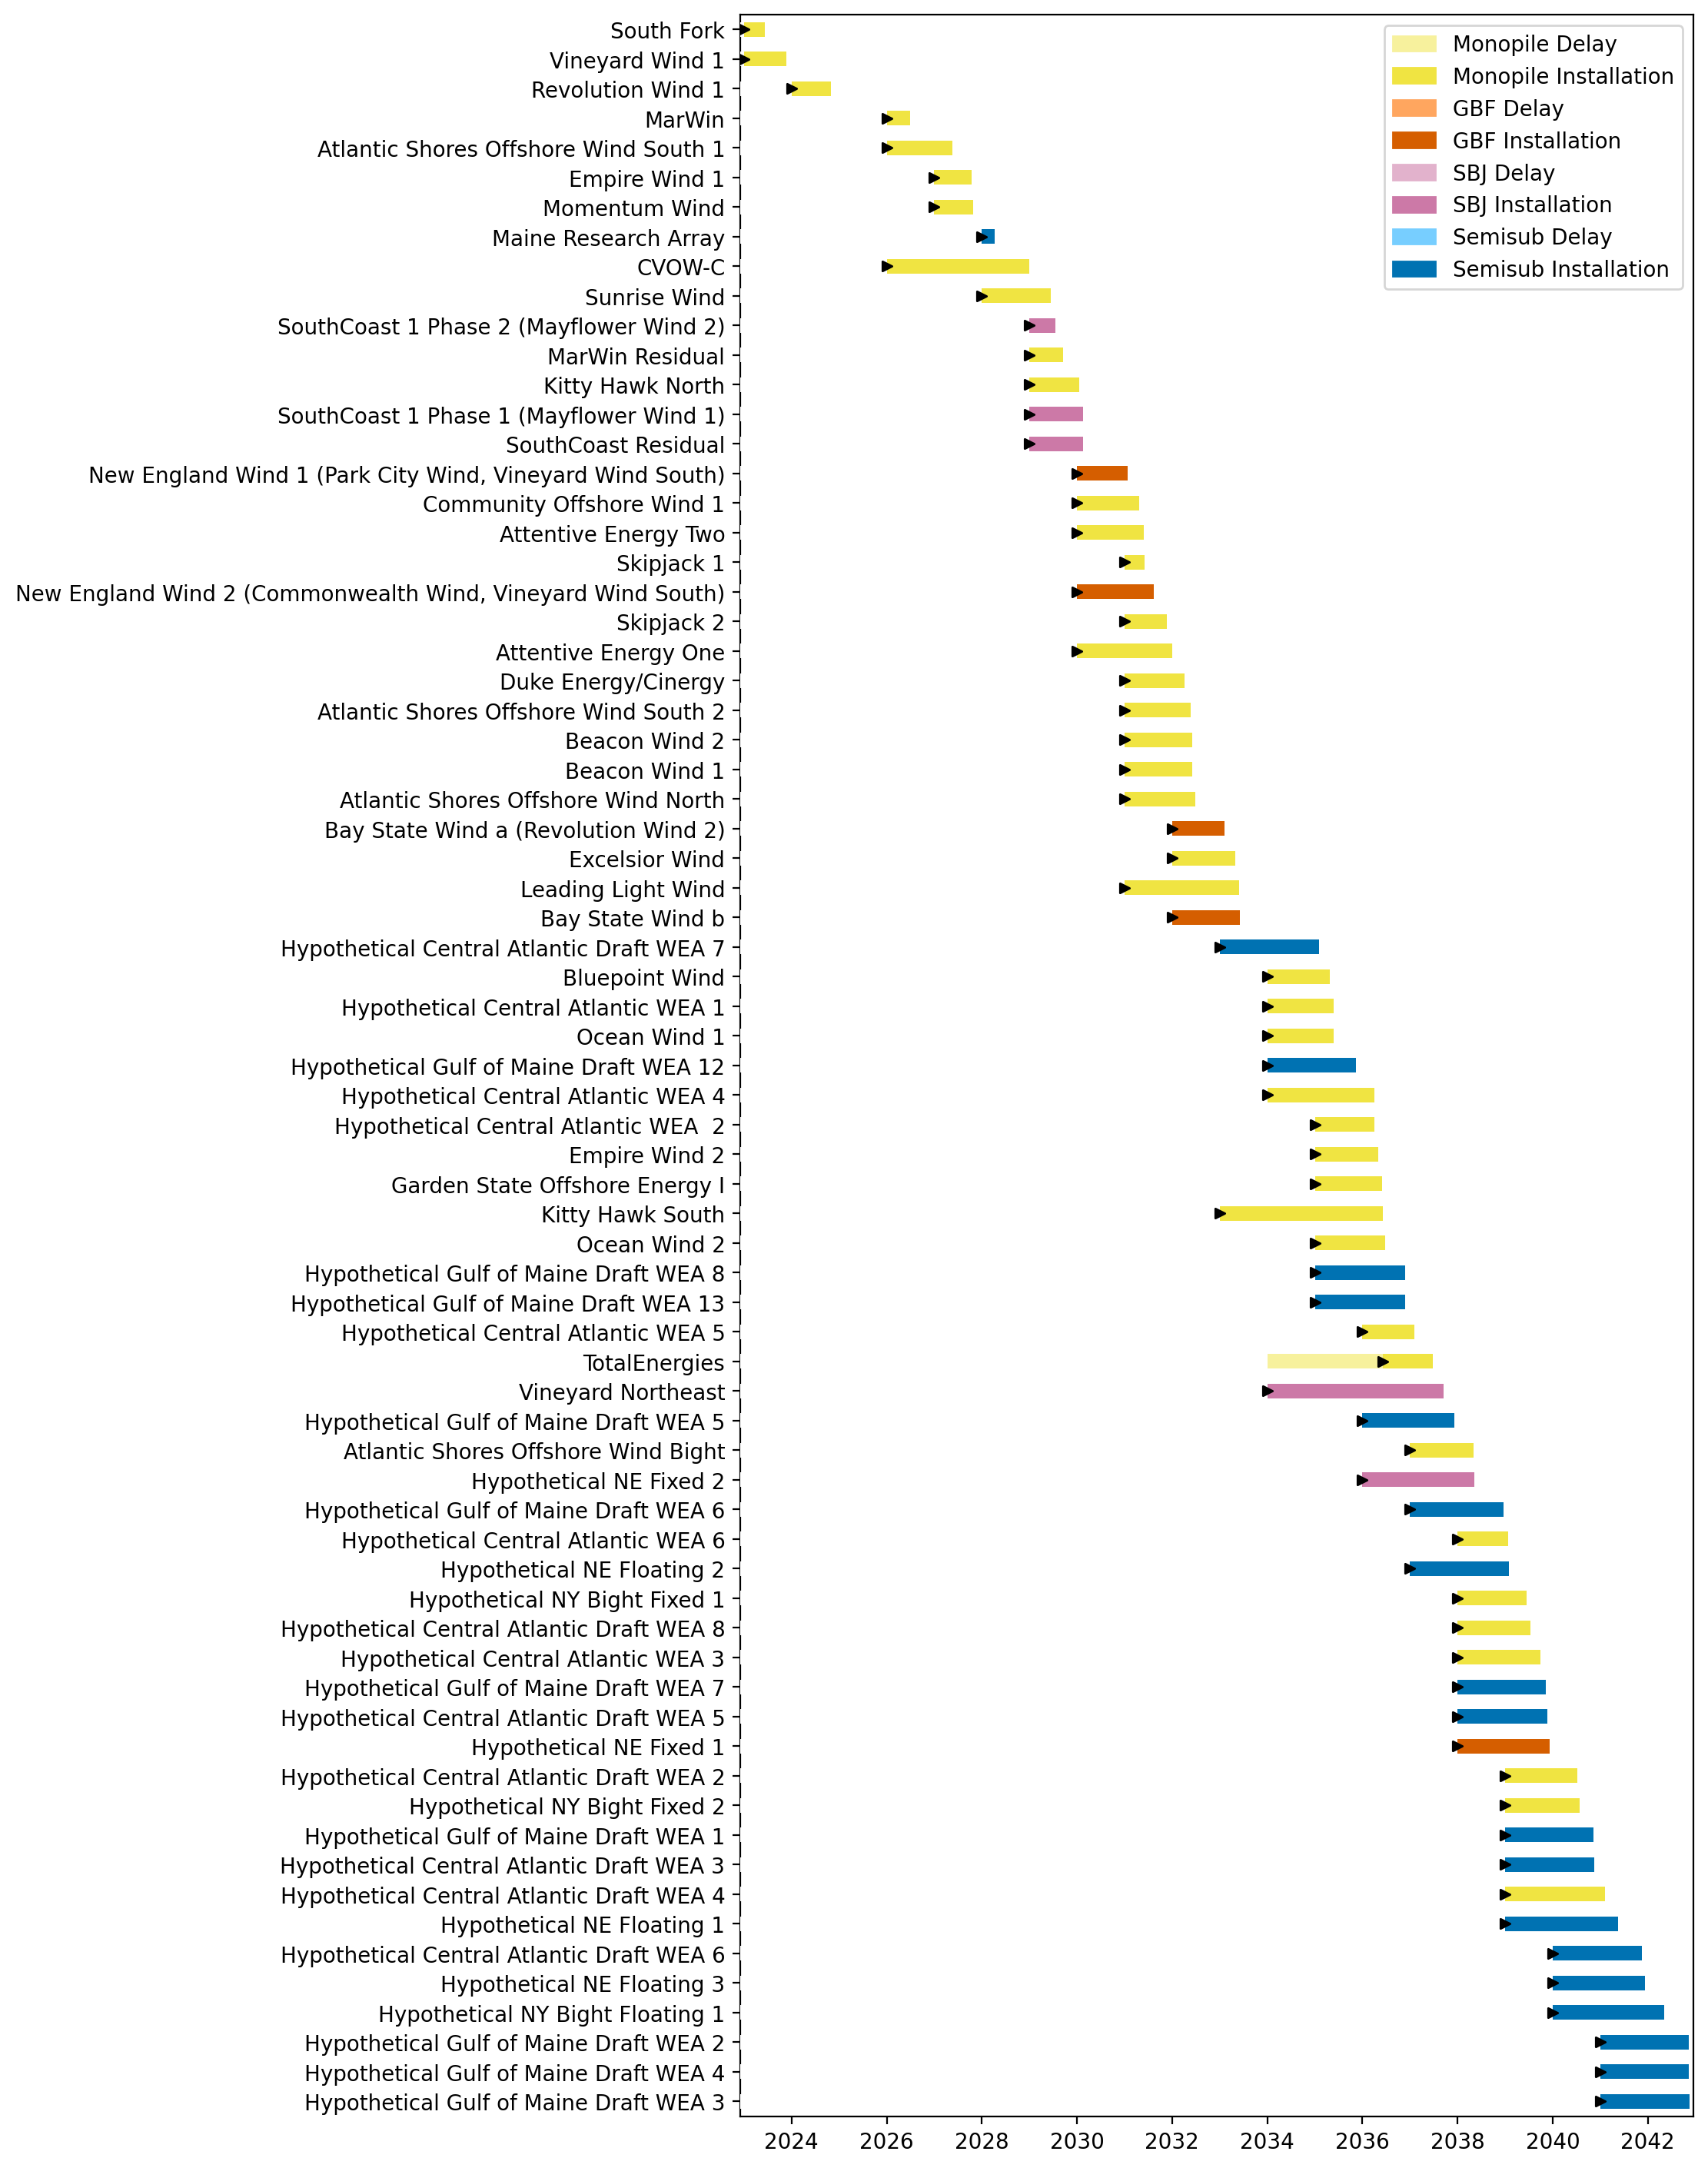 South Fork
Vineyard Wind 1
Revolution Wind 1
MarWin
Atlantic Shores Offshore Wind South 1
Empire Wind 1
Momentum Wind
Maine Research Array
CVOW-C
Sunrise Wind
SouthCoast 1 Phase 2 (Mayflower Wind 2)
MarWin Residual
Kitty Hawk North
SouthCoast 1 Phase 1 (Mayflower Wind 1)
SouthCoast Residual
New England Wind 1 (Park City Wind, Vineyard Wind South)
Community Offshore Wind 1
Attentive Energy Two
Skipjack 1
New England Wind 2 (Commonwealth Wind, Vineyard Wind South)
Skipjack 2
Attentive Energy One
Duke Energy/Cinergy
Atlantic Shores Offshore Wind South 2
Beacon Wind 2
Beacon Wind 1
Atlantic Shores Offshore Wind North
Bay State Wind a (Revolution Wind 2)
Excelsior Wind
Leading Light Wind
Bay State Wind b
Hypothetical Central Atlantic Draft WEA 7
Bluepoint Wind
Hypothetical Central Atlantic WEA 1
Ocean Wind 1
Hypothetical Gulf of Maine Draft WEA 12
Hypothetical Central Atlantic WEA 4
Hypothetical Central Atlantic WEA  2
Empire Wind 2
Garden State Offshore Energy I
Kitty Hawk South
Ocean Wind 2
Hypothetical Gulf of Maine Draft WEA 8
Hypothetical Gulf of Maine Draft WEA 13
Hypothetical Central Atlantic WEA 5
TotalEnergies
Vineyard Northeast
Hypothetical Gulf of Maine Draft WEA 5
Atlantic Shores Offshore Wind Bight
Hypothetical NE Fixed 2
Hypothetical Gulf of Maine Draft WEA 6
Hypothetical Central Atlantic WEA 6
Hypothetical NE Floating 2
Hypothetical NY Bight Fixed 1
Hypothetical Central Atlantic Draft WEA 8
Hypothetical Central Atlantic WEA 3
Hypothetical Gulf of Maine Draft WEA 7
Hypothetical Central Atlantic Draft WEA 5
Hypothetical NE Fixed 1
Hypothetical Central Atlantic Draft WEA 2
Hypothetical NY Bight Fixed 2
Hypothetical Gulf of Maine Draft WEA 1
Hypothetical Central Atlantic Draft WEA 3
Hypothetical Central Atlantic Draft WEA 4
Hypothetical NE Floating 1
Hypothetical Central Atlantic Draft WEA 6
Hypothetical NE Floating 3
Hypothetical NY Bight Floating 1
Hypothetical Gulf of Maine Draft WEA 2
Hypothetical Gulf of Maine Draft WEA 4
Hypothetical Gulf of Maine Draft WEA 3
Monopile Delay
Monopile Installation
GBF Delay
GBF Installation
SBJ Delay
SBJ Installation
Semisub Delay
Semisub Installation
2024 2026 2028 2030 2032 2034 2036 2038 2040 2042